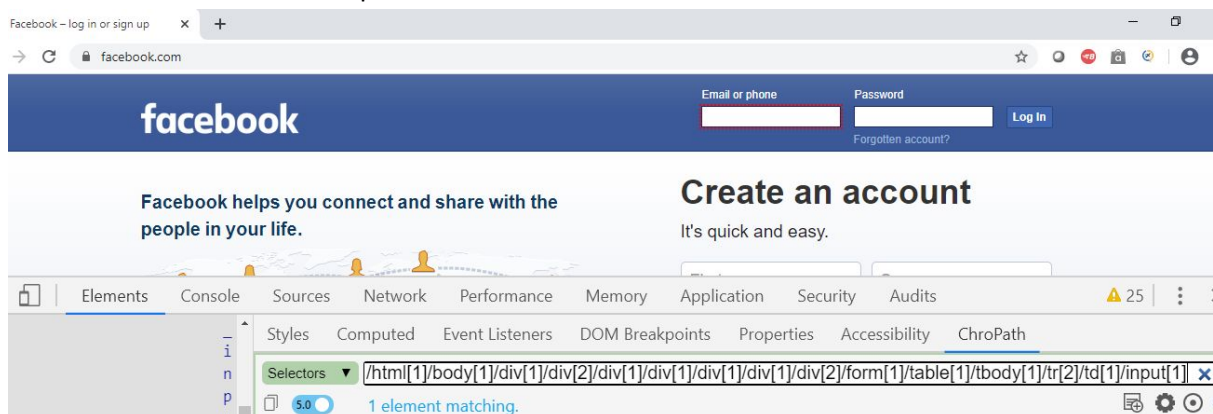 Facebook – log in or sign up
facebook.com
Email or phone Password
facebook
Log In
Forgotten account?
Facebook helps you connect and share with the
people in your life.
Create an account
It's quick and easy.
Elements Console Sources Network Performance Memory Application Security Audits 25
Styles Computed Event Listeners DOM Breakpoints Properties Accessibility ChroPath
i
n
p
Selectors /html[1]/body[1]/div[1]/div[2]/div[1]/div[1]/div[1]/div[1]/div[2]/form[1]/table[1]/tbody[1]/tr[2]/td[1]/input[1]
5.0 1 element matching.